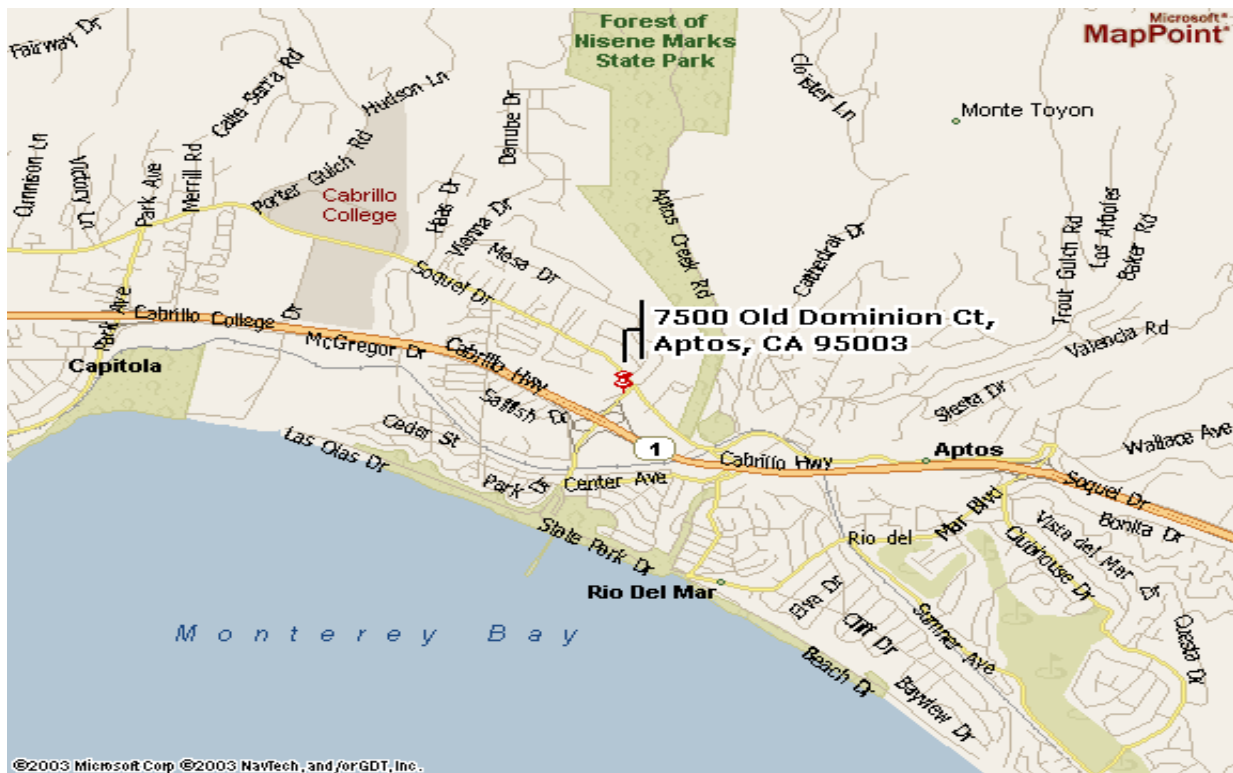 Microsoft®
MapPoint®
Forest of
Nisene Marks
State Park
Fairway Dr
Calle Serra Rd
Hudson Ln
Danube Dr
Cloister Ln
Monte Toyon
Cunnison Ln
Victory Ln
Park Ave
Merrill Rd
Porter Gulch Rd
Cabrillo
College
Haas Dr
Vienna Dr
Mesa Dr
Aptos Creek Rd
Cathedral Dr
Trout Gulch Rd
Los Arboles
Baker Rd
Soquel Dr
Park Ave
Cabrillo College Dr
McGregor Dr
Cabrillo Hwy
7500 Old Dominion Ct,
Aptos, CA 95003
Valencia Rd
Capitola
Sailfish Dr
Siesta Dr
Las Olas Dr
Cedar St
Wallace Ave
1
Cabrillo Hwy
Aptos
Park Dr
Center Ave
Soquel Dr
State Park Dr
Rio del
Mar Blvd
Bonita Dr
Vista del Mar Dr
Clubhouse Dr
Rio Del Mar
Elva Dr
Cliff Dr
Sumner Ave
Cuesta Dr
Monterey Bay
Beach Dr
Bayview Dr
©2003 Microsoft Corp ©2003 NavTech, and/or GDT, Inc.